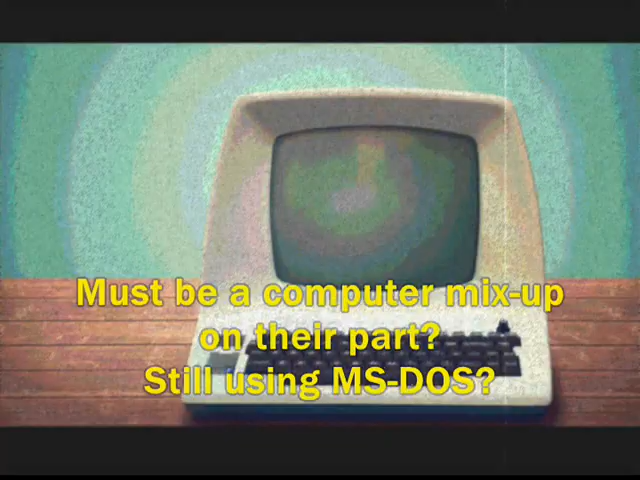 Must be a computer mix-up
on their part?
Still using MS-DOS?